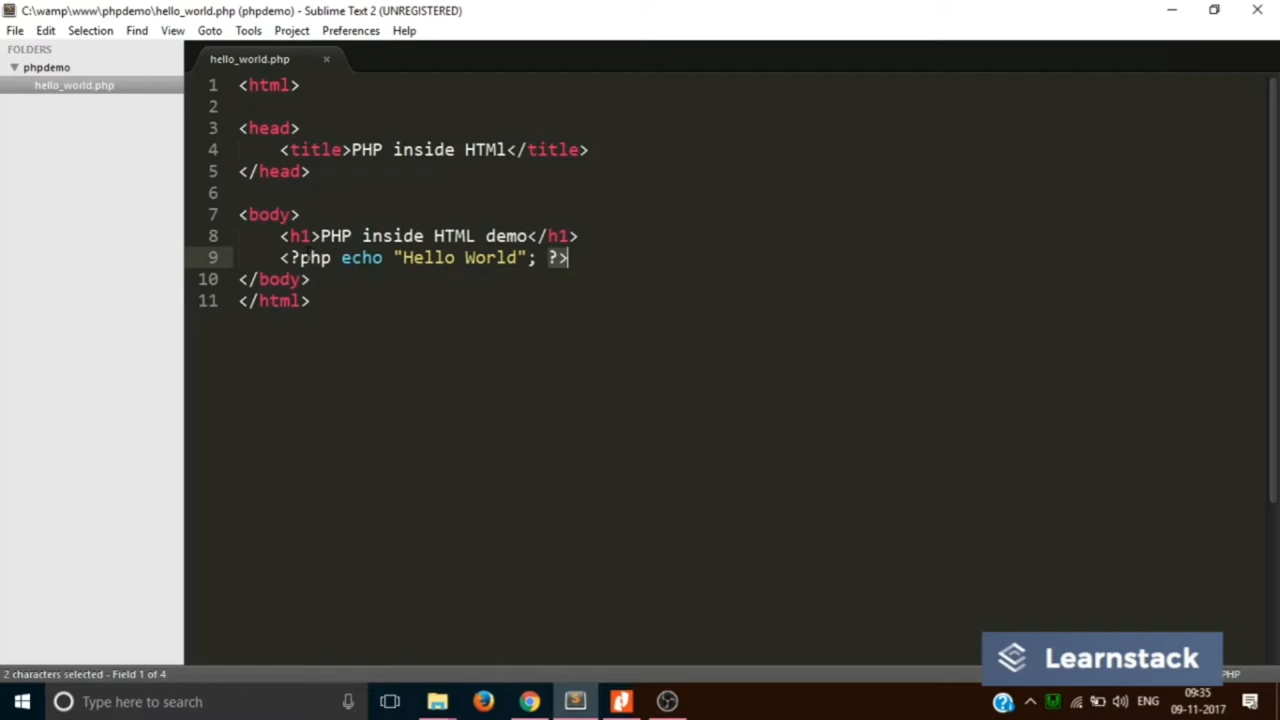 C:\wamp\www\phpdemo\hello_world.php (phpdemo) - Sublime Text 2 (UNREGISTERED)
File Edit Selection Find View Goto Tools Project Preferences Help
FOLDERS
phpdemo
hello_world.php
hello_world.php
1 <html>
2
3 <head>
4 <title>PHP inside HTMl</title>
5 </head>
6
7 <body>
8 <h1>PHP inside HTML demo</h1>
9 <?php echo "Hello World"; ?>
10 </body>
11 </html>
Learnstack
2 characters selected - Field 1 of 4
PHP
Type here to search
ENG
09:35
09-11-2017